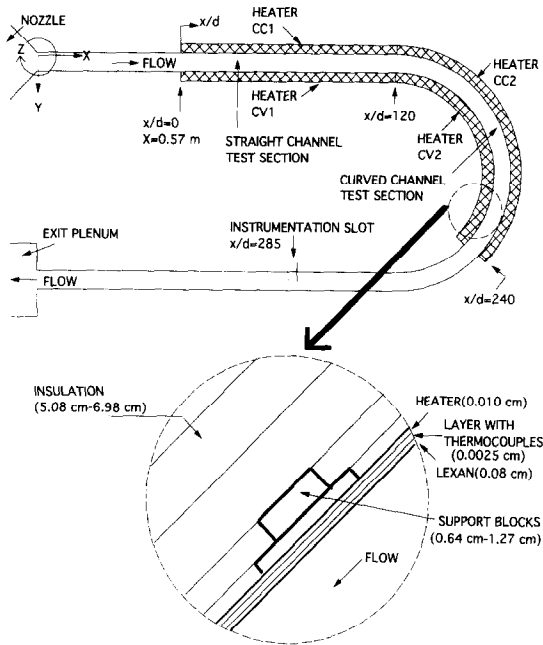 NOZZLE
x/d
HEATER
CC1
HEATER
CC2
Z
X
FLOW
Y
HEATER
CV1
x/d=0
X=0.57 m
x/d=120
HEATER
CV2
STRAIGHT CHANNEL
TEST SECTION
CURVED CHANNEL
TEST SECTION
EXIT PLENUM
INSTRUMENTATION SLOT
x/d=285
FLOW
x/d=240
INSULATION
(5.08 cm-6.98 cm)
HEATER(0.010 cm)
LAYER WITH
THERMOCOUPLES
(0.0025 cm)
LEXAN(0.08 cm)
SUPPORT BLOCKS
(0.64 cm-1.27 cm)
FLOW